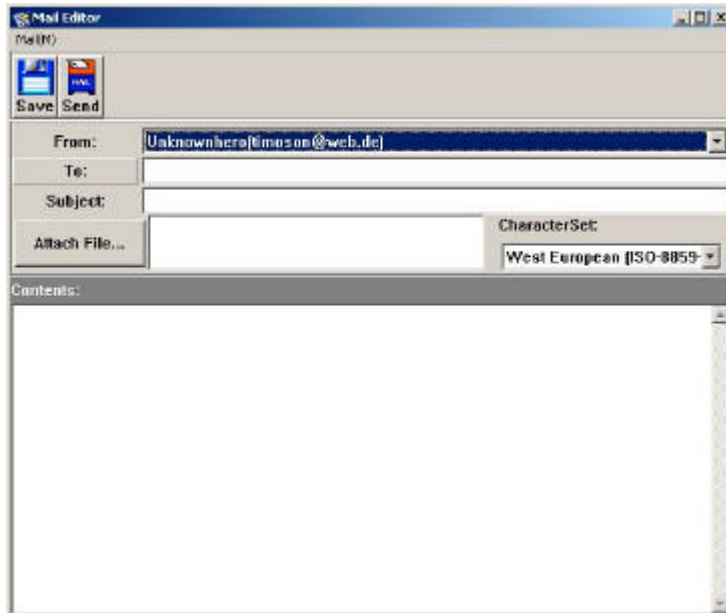 Mail Editor
Mail(M)
Save Send
From: Unknownhero(timoson@web.de)
To:
Subject:
Attach File...
CharacterSet:
West European (ISO-8859-
Contents: